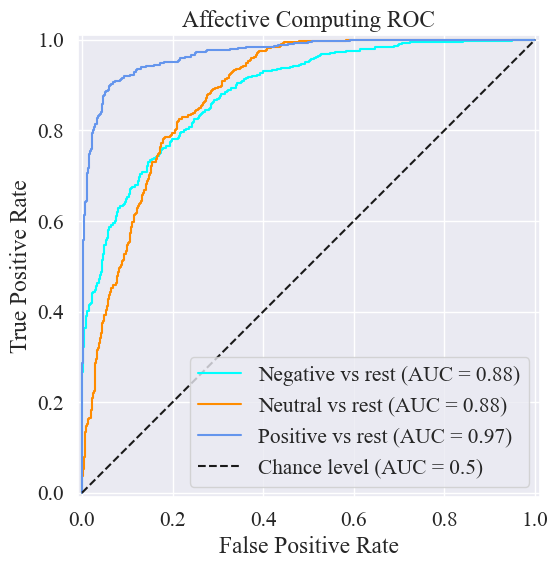 Affective Computing ROC
True Positive Rate
1.0
0.8
0.6
0.4
0.2
0.0
Negative vs rest (AUC = 0.88)
Neutral vs rest (AUC = 0.88)
Positive vs rest (AUC = 0.97)
Chance level (AUC = 0.5)
0.0 0.2 0.4 0.6 0.8 1.0
False Positive Rate